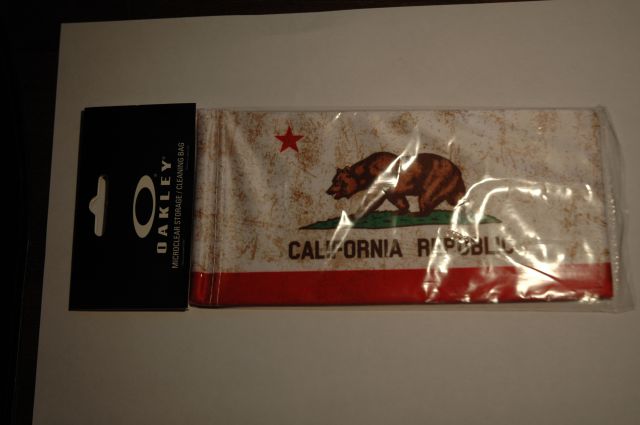 OAKLEY®
MICROCLEAR STORAGE / CLEANING BAG
CALIFORNIA REPUBLIC